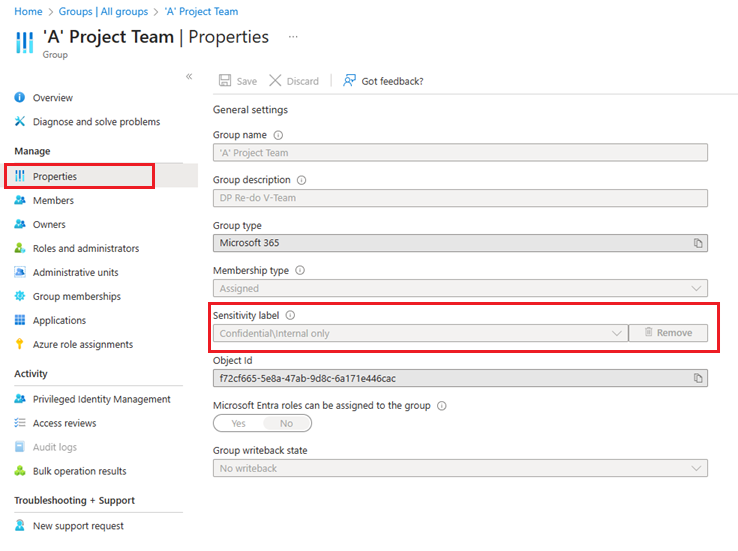 Home > Groups | All groups > 'A' Project Team
'A' Project Team | Properties ...
Group
«
Overview
Diagnose and solve problems
Manage
Properties
Members
Owners
Roles and administrators
Administrative units
Group memberships
Applications
Azure role assignments
Activity
Privileged Identity Management
Access reviews
Audit logs
Bulk operation results
Troubleshooting + Support
New support request
Save Discard Got feedback?
General settings
Group name
'A' Project Team
Group description
DP Re-do V-Team
Group type
Microsoft 365
Membership type
Assigned
Sensitivity label
Confidential\Internal only
Remove
Object Id
f72cf665-5e8a-47ab-9d8c-6a171e446cac
Microsoft Entra roles can be assigned to the group
Yes No
Group writeback state
No writeback